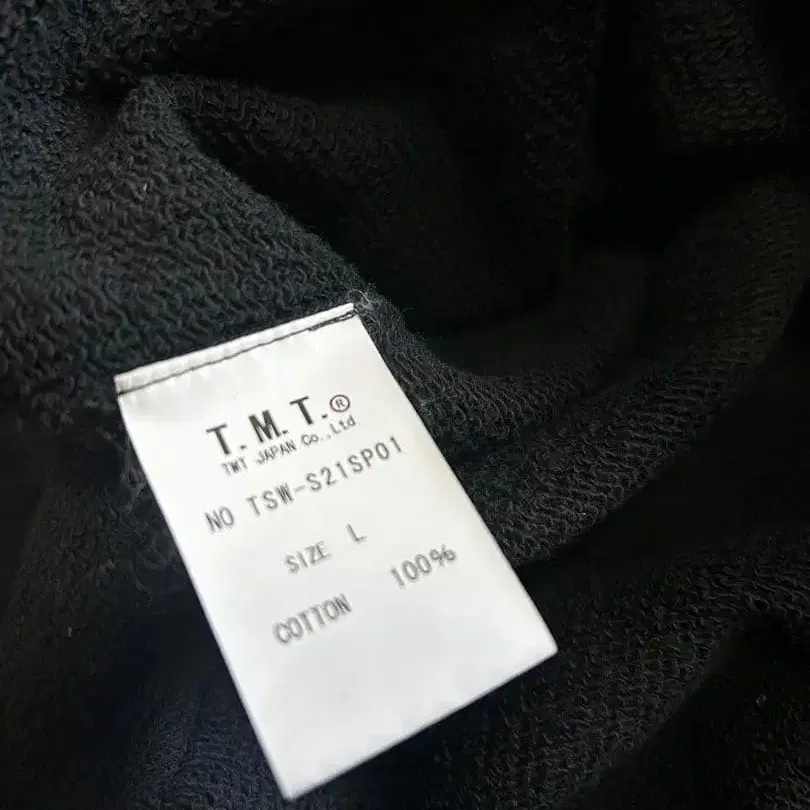 T.M.T.®
TMT JAPAN Co.,Ltd
NO TSW-S21SP01
SIZE L
COTTON 100%